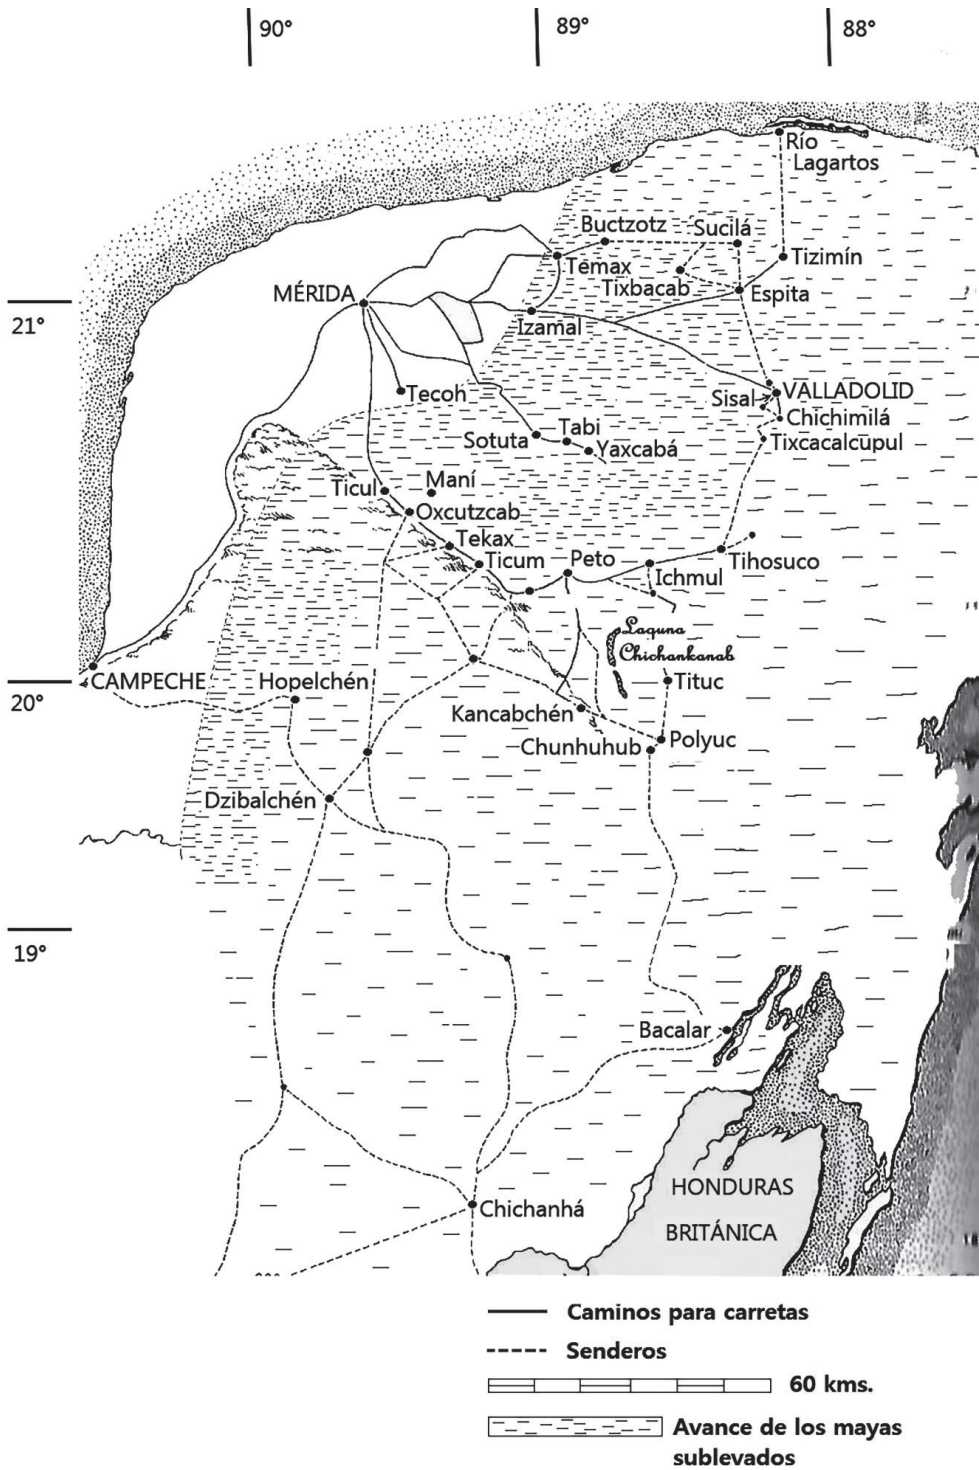 90°
89°
88°
Río
Lagartos
Buctzotz
Sucilá
Temax
Tixbacab
Tizimín
MÉRIDA
Espita
21°
Izamal
Tecoh
Sisal
VALLADOLID
Chichimilá
Sotuta
Tabi
Yaxcabá
Tixcacalcupul
Ticul
Maní
Oxcutzcab
Tekax
Ticum
Peto
Ichmul
Tihosuco
Laguna
Chichankanab
CAMPECHE
Hopelchén
Tituc
20°
Kancabchén
Chunhuhub
Polyuc
Dzibalchén
19°
Bacalar
HONDURAS
BRITÁNICA
Chichanhá
Caminos para carretas
Senderos
60 kms.
Avance de los mayas
sublevados